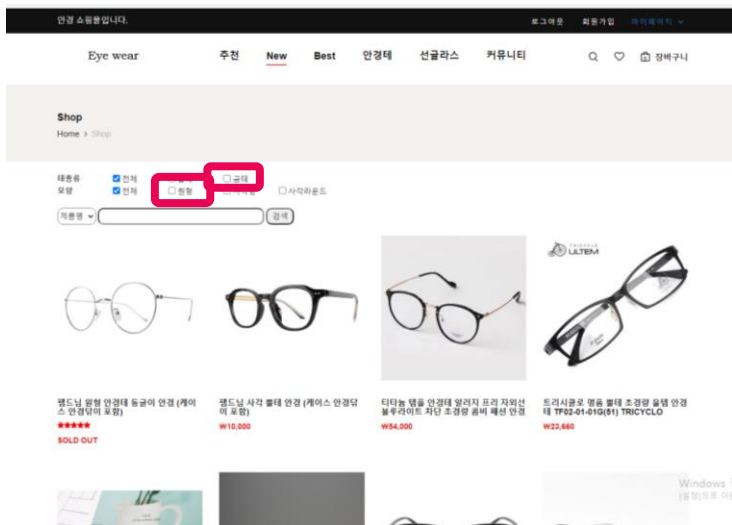 안경 쇼핑몰입니다.
로그아웃 회원가입 마이페이지
Eye wear
추천 New Best 안경테 선글라스 커뮤니티
장바구니
Shop
Home > Shop
태종류 전체 금테
모양 전체 원형 사각라운드
제품명 검색
TRICYCLO
ULTEM
펠드닝 원형 안경테 동글이 안경 (케이
스 안경닦이 포함)
SOLD OUT
펠드닝 사각 뿔테 안경 (케이스 안경닦
이 포함)
₩10,000
티타늄 템플 안경테 알러지 프리 자외선
블루라이트 차단 초경량 콤비 패션 안경
₩54,000
트리시클로 명품 뿔테 초경량 울템 안경
테 TF02-01-01G(51) TRICYCLO
₩23,660
Windows